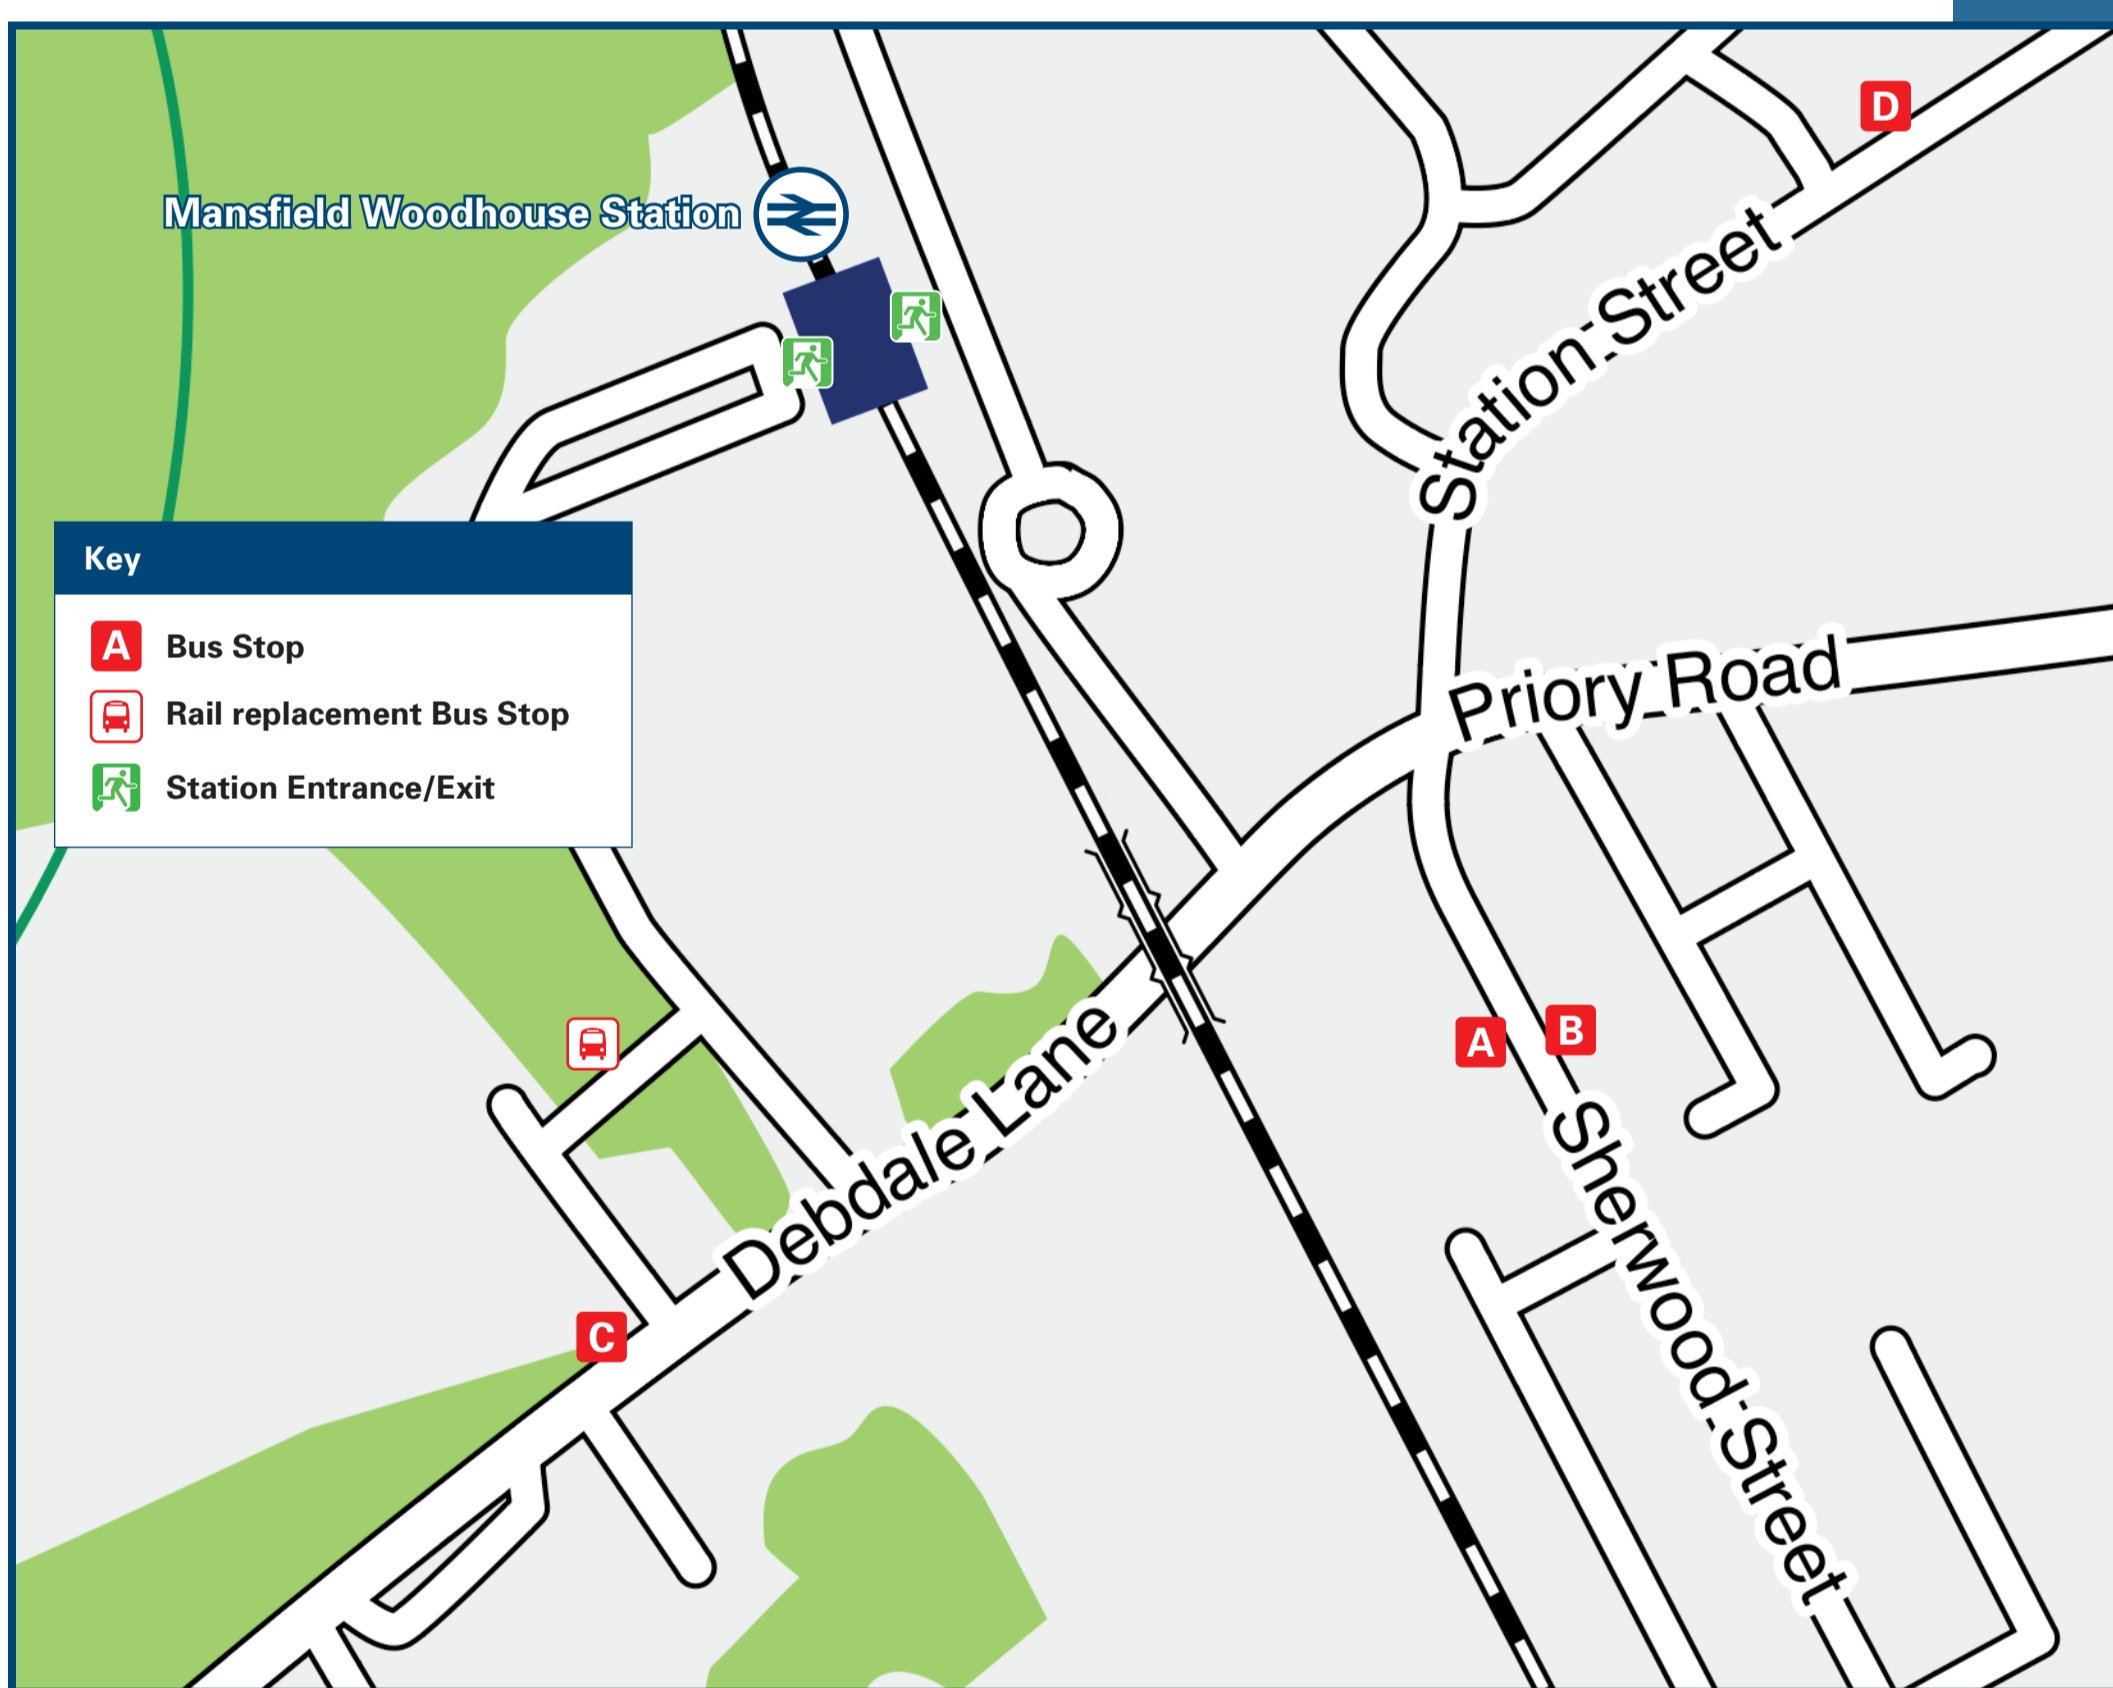 D
Mansfield Woodhouse Station
Station Street
Key
A Bus Stop
Rail replacement Bus Stop
Station Entrance/Exit
Priory Road
A
B
Debdale Lane
Sherwood Street
C